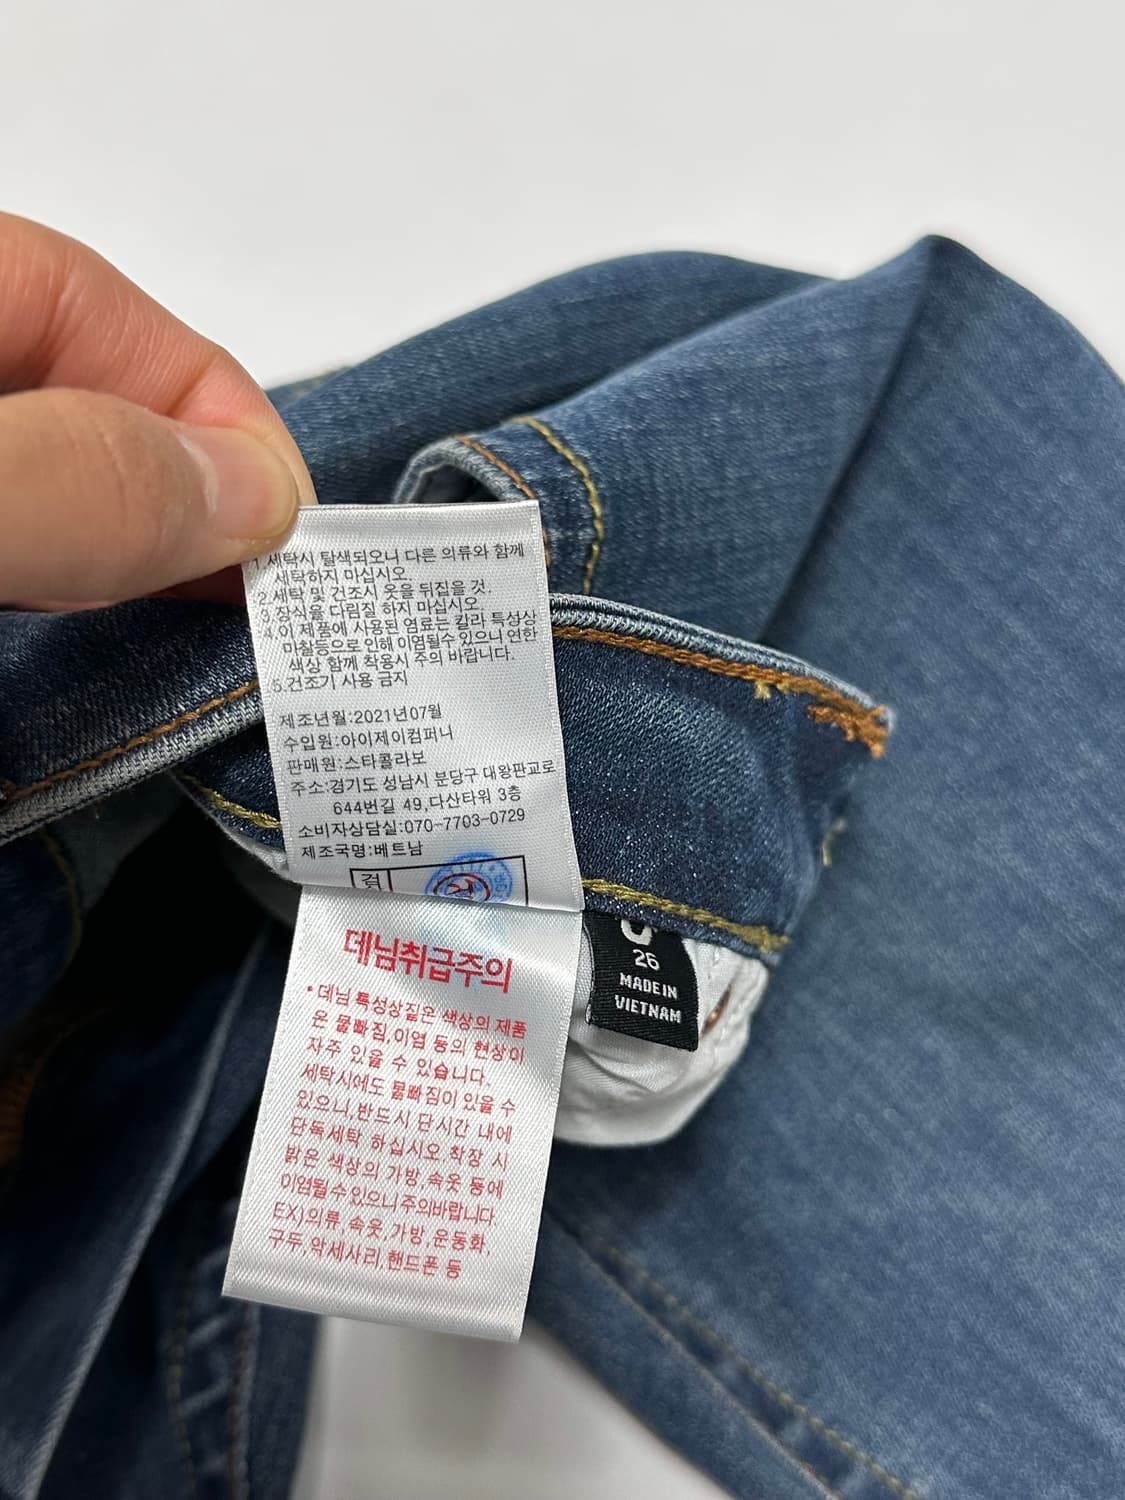 1.세탁시 탈색되오니 다른 의류와 함께
세탁하지 마십시오.
2.세탁 및 건조시 옷을 뒤집을 것.
3.장식을 다림질 하지 마십시오.
4.이 제품에 사용된 염료는 칼라 특성상
마찰등으로 인해 이염될수 있으니 연한
색상 함께 착용시 주의 바랍니다.
5.건조기 사용 금지
제조년월:2021년07월
수입원:아이제이컴퍼니
판매원:스타콜라보
주소:경기도 성남시 분당구 대왕판교로
644번길 49,다산타워 3층
소비자상담실:070-7703-0729
제조국명:베트남
데님취급주의
•데님 특성상짙은 색상의 제품
은 물빠짐,이염 등의 현상이
자주 있을 수 있습니다.
세탁시에도 물빠짐이 있을 수
있으니,반드시 단시간 내에
단독세탁 하십시오 착장 시
밝은 색상의 가방,속옷 등에
이염될수있으니주의바랍니다.
EX)의류,속옷,가방,운동화,
구두,악세사리,핸드폰 등
26
MADE IN
VIETNAM